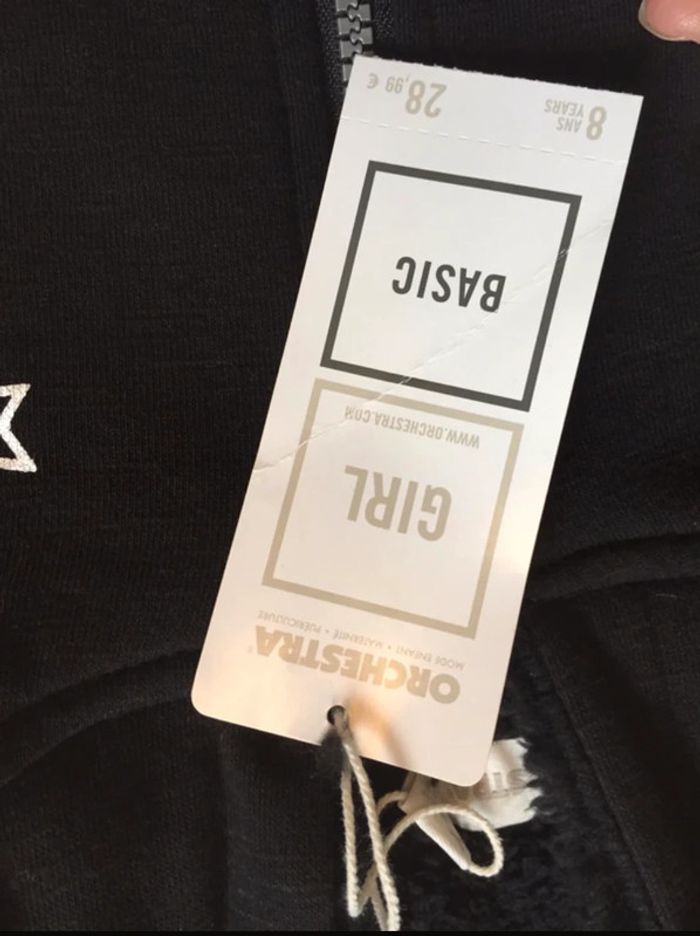 ORCHESTRA®
MODE ENFANT • MATERNITÉ • PUÉRICULTURE
GIRL
WWW.ORCHESTRA.COM
BASIC
8 ANS
YEARS
28,99 €